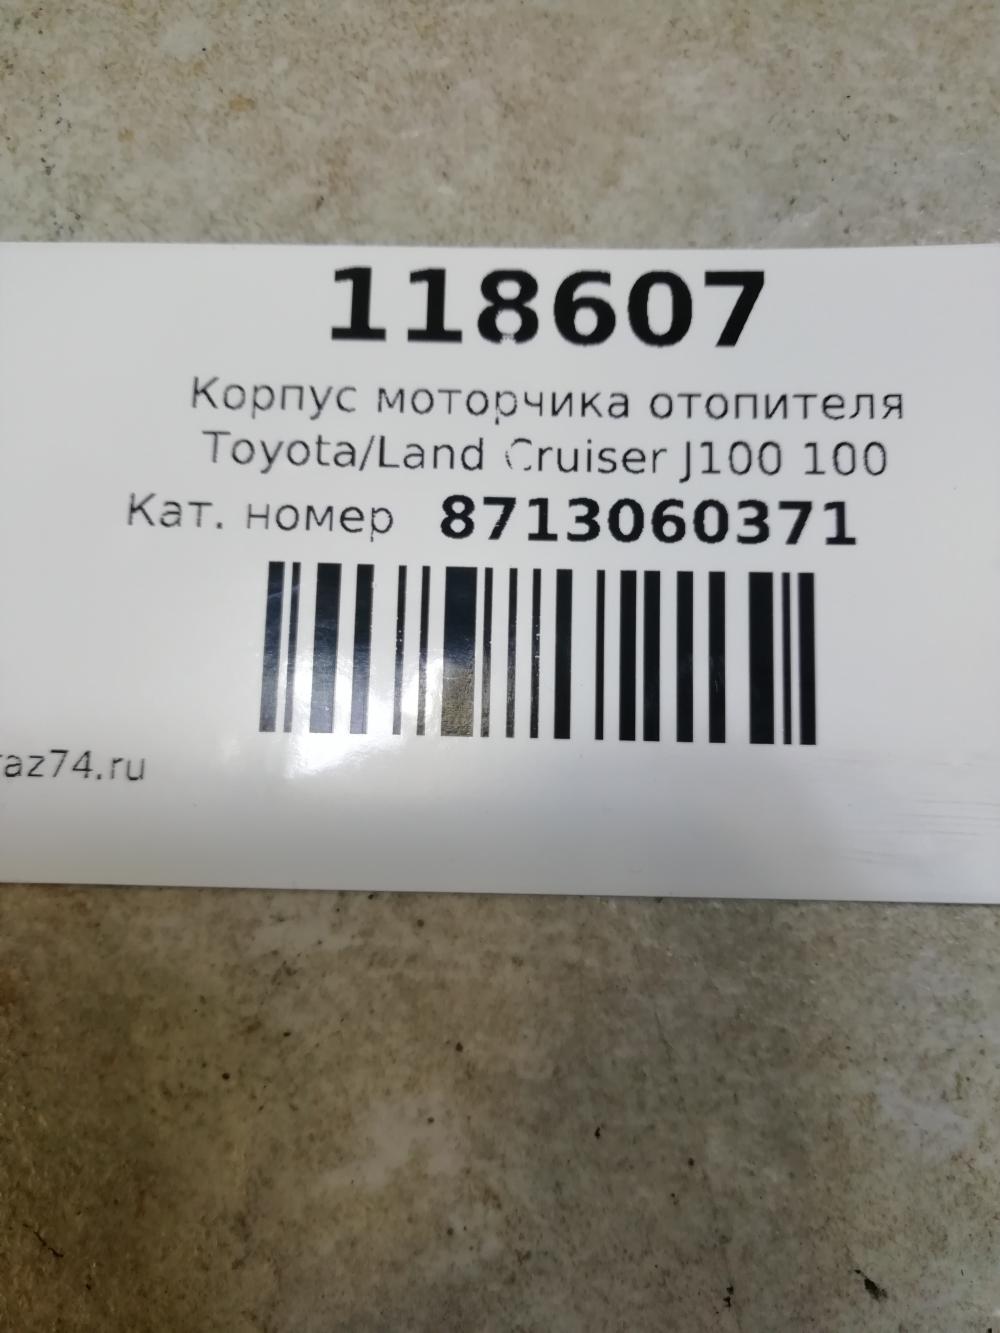 118607
Корпус моторчика отопителя
Toyota/Land Cruiser J100 100
Кат. номер 8713060371
az74.ru